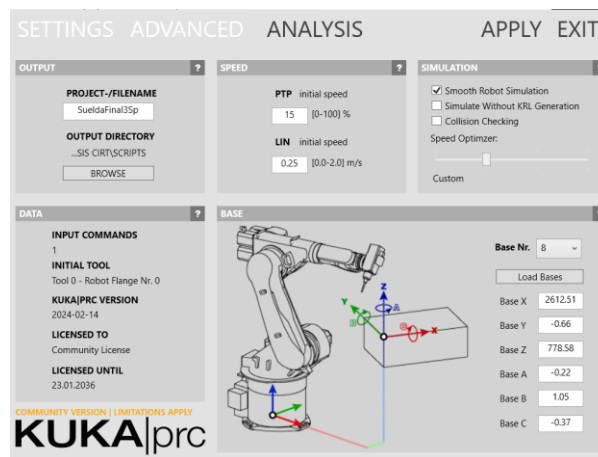 SETTINGS ADVANCED ANALYSIS APPLY EXIT
OUTPUT ?
PROJECT-/FILENAME
SueldaFinal3Sp
OUTPUT DIRECTORY
...SIS CIRT\SCRIPTS
BROWSE
SPEED ?
PTP initial speed
15 [0-100] %
LIN initial speed
0.25 [0.0-2.0] m/s
SIMULATION
Smooth Robot Simulation
Simulate Without KRL Generation
Collision Checking
Speed Optimzer:
Custom
DATA ?
INPUT COMMANDS
1
INITIAL TOOL
Tool 0 - Robot Flange Nr. 0
KUKA|PRC VERSION
2024-02-14
LICENSED TO
Community License
LICENSED UNTIL
23.01.2036
COMMUNITY VERSION | LIMITATIONS APPLY
KUKA|prc
BASE
Z
A
Y
B
C
X
Base Nr. 8
Load Bases
Base X 2612.51
Base Y -0.66
Base Z 778.58
Base A -0.22
Base B 1.05
Base C -0.37